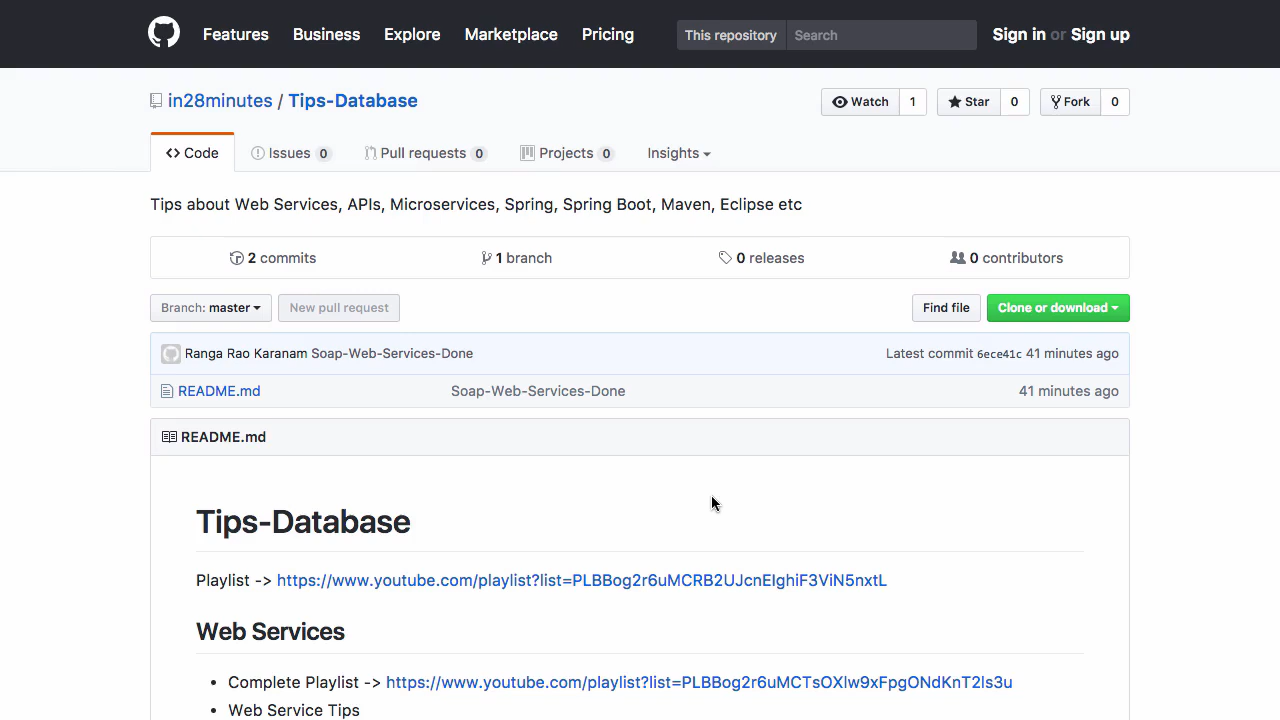 Features Business Explore Marketplace Pricing This repository Search Sign in or Sign up
in28minutes / Tips-Database Watch 1 Star 0 Fork 0
Code Issues 0 Pull requests 0 Projects 0 Insights
Tips about Web Services, APIs, Microservices, Spring, Spring Boot, Maven, Eclipse etc
2 commits 1 branch 0 releases 0 contributors
Branch: master New pull request Find file Clone or download
Ranga Rao Karanam Soap-Web-Services-Done Latest commit 6ece41c 41 minutes ago
README.md Soap-Web-Services-Done 41 minutes ago
README.md
Tips-Database
Playlist -> https://www.youtube.com/playlist?list=PLBBog2r6uMCRB2UJcnEIghiF3ViN5nxtL
Web Services
• Complete Playlist -> https://www.youtube.com/playlist?list=PLBBog2r6uMCTsOXlw9xFpgONdKnT2ls3u
• Web Service Tips